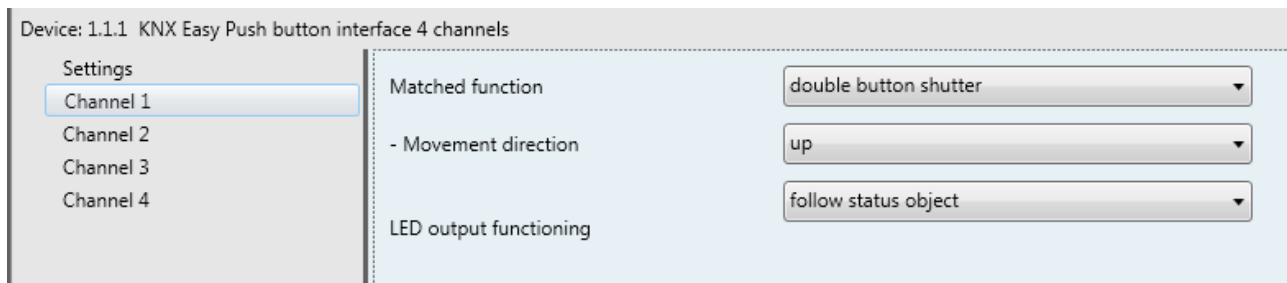 Device: 1.1.1 KNX Easy Push button interface 4 channels
Settings
Channel 1
Channel 2
Channel 3
Channel 4
Matched function
double button shutter
- Movement direction
up
LED output functioning
follow status object